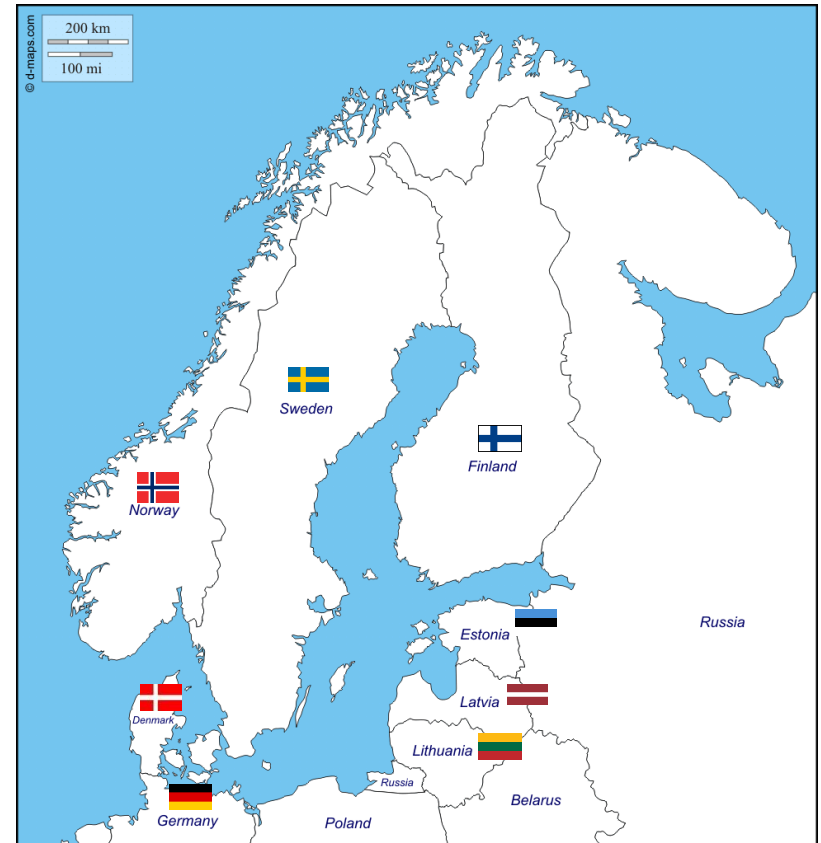 © d-maps.com
200 km
100 mi
Sweden
Finland
Norway
Russia
Estonia
Latvia
Denmark
Lithuania
Russia
Belarus
Germany
Poland